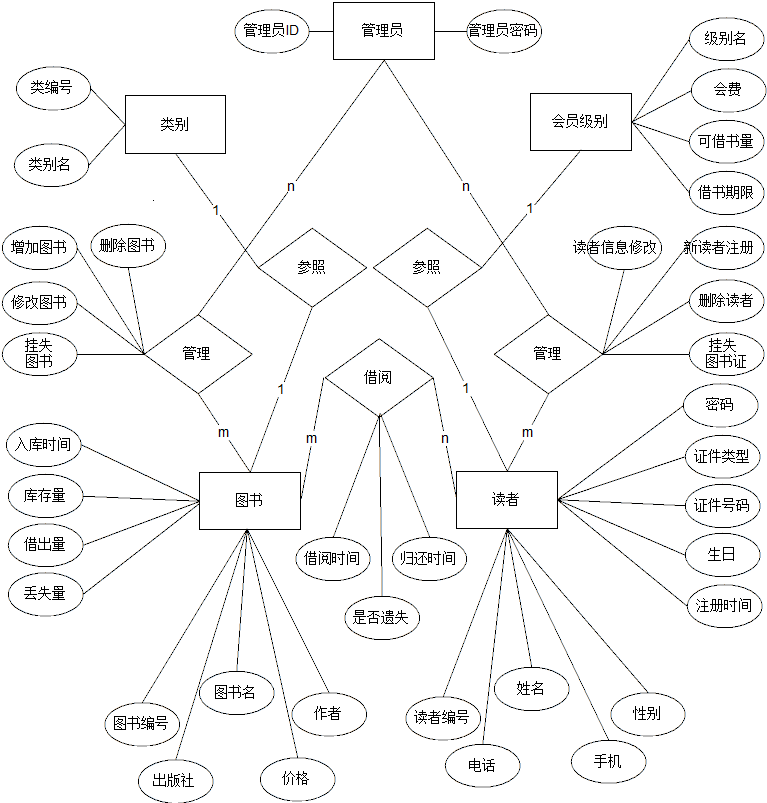 管理员ID
管理员
管理员密码
级别名
类编号
会费
类别
会员级别
可借书量
类别名
n
n
借书期限
1
1
增加图书
删除图书
读者信息修改
新读者注册
参照
参照
修改图书
删除读者
挂失
图书
管理
管理
挂失
图书证
借阅
1
1
密码
m
m
n
m
入库时间
证件类型
库存量
图书
读者
证件号码
借出量
借阅时间
归还时间
生日
丢失量
是否遗失
注册时间
图书名
姓名
图书编号
作者
读者编号
性别
出版社
价格
电话
手机